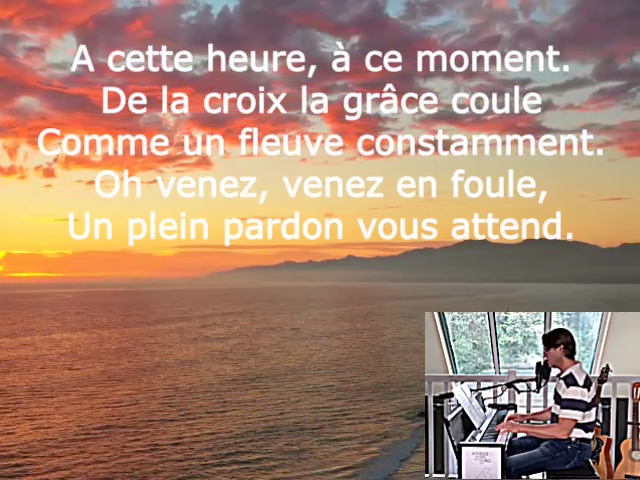 A cette heure, à ce moment.
De la croix la grâce coule
Comme un fleuve constamment.
Oh venez, venez en foule,
Un plein pardon vous attend.